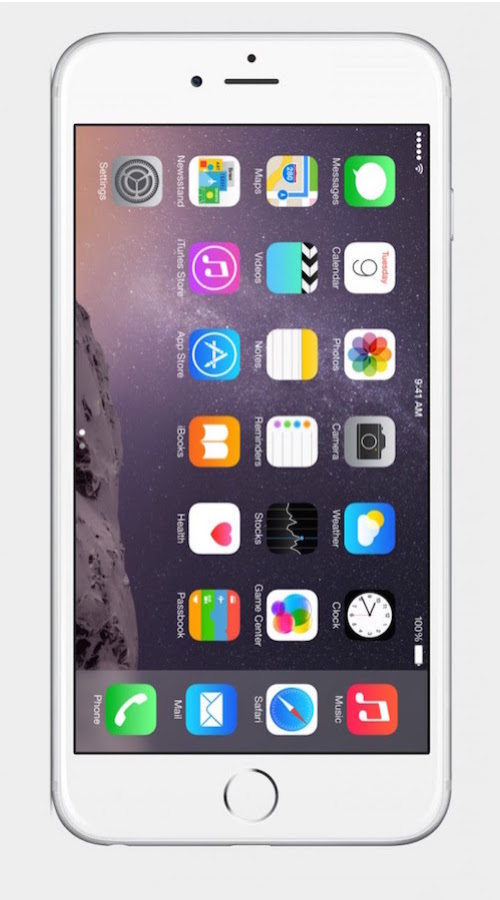 9:41 AM
100%
Messages
Tuesday
9
Calendar
Photos
Camera
Weather
Clock
280
Maps
Videos
Notes
Reminders
Stocks
Game Center
Newsstand
iTunes Store
App Store
iBooks
Health
Passbook
Settings
Music
Safari
Mail
Phone